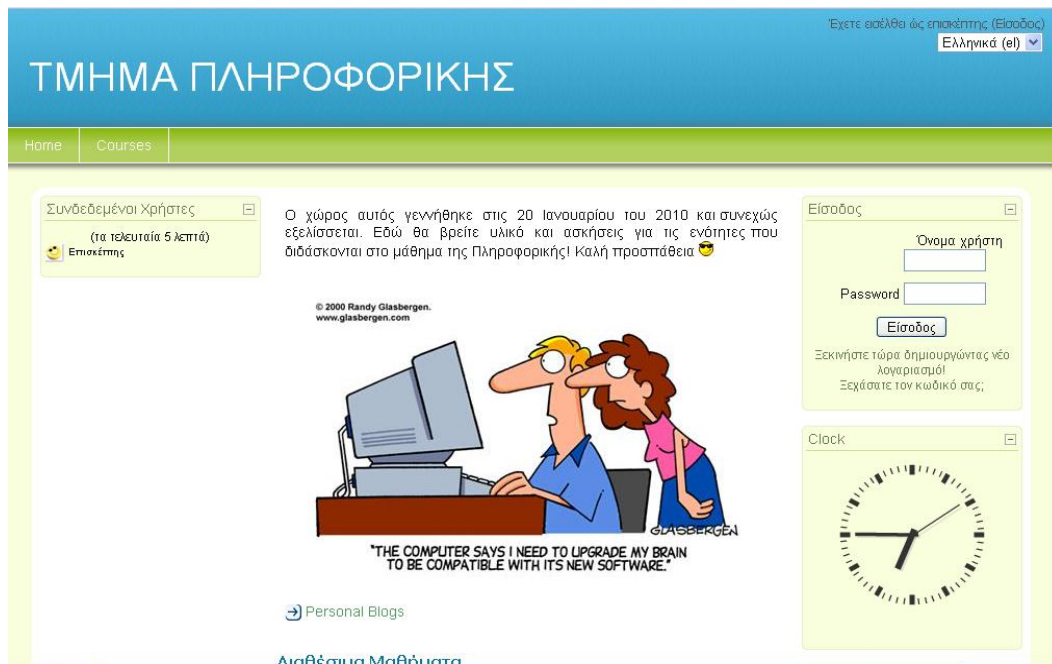 Έχετε εισέλθει ὡς επισκέπτης (Είσοδος)
Ελληνικά (el)
ΤΜΗΜΑ ΠΛΗΡΟΦΟΡΙΚΗΣ
Home
Courses
Συνδεδεμένοι Χρήστες
(τα τελευταία 5 λεπτά)
Επισκέπτης
Ο χώρος αυτός γεννήθηκε στις 20 Ιανουαρίου του 2010 και συνεχώς
εξελίσσεται. Εδώ θα βρείτε υλικό και ασκήσεις για τις ενότητες που
διδάσκονται στο μάθημα της Πληροφορικής! Καλή προσπάθεια
© 2000 Randy Glasbergen.
www.glasbergen.com
GLASBERGEN
"THE COMPUTER SAYS I NEED TO UPGRADE MY BRAIN
TO BE COMPATIBLE WITH ITS NEW SOFTWARE."
Personal Blogs
Διαθέσιμα Μαθήματα
Είσοδος
Όνομα χρήστη
Password
Είσοδος
Ξεκινήστε τώρα δημιουργώντας νέο
λογαριασμό!
Ξεχάσατε τον κωδικό σας;
Clock